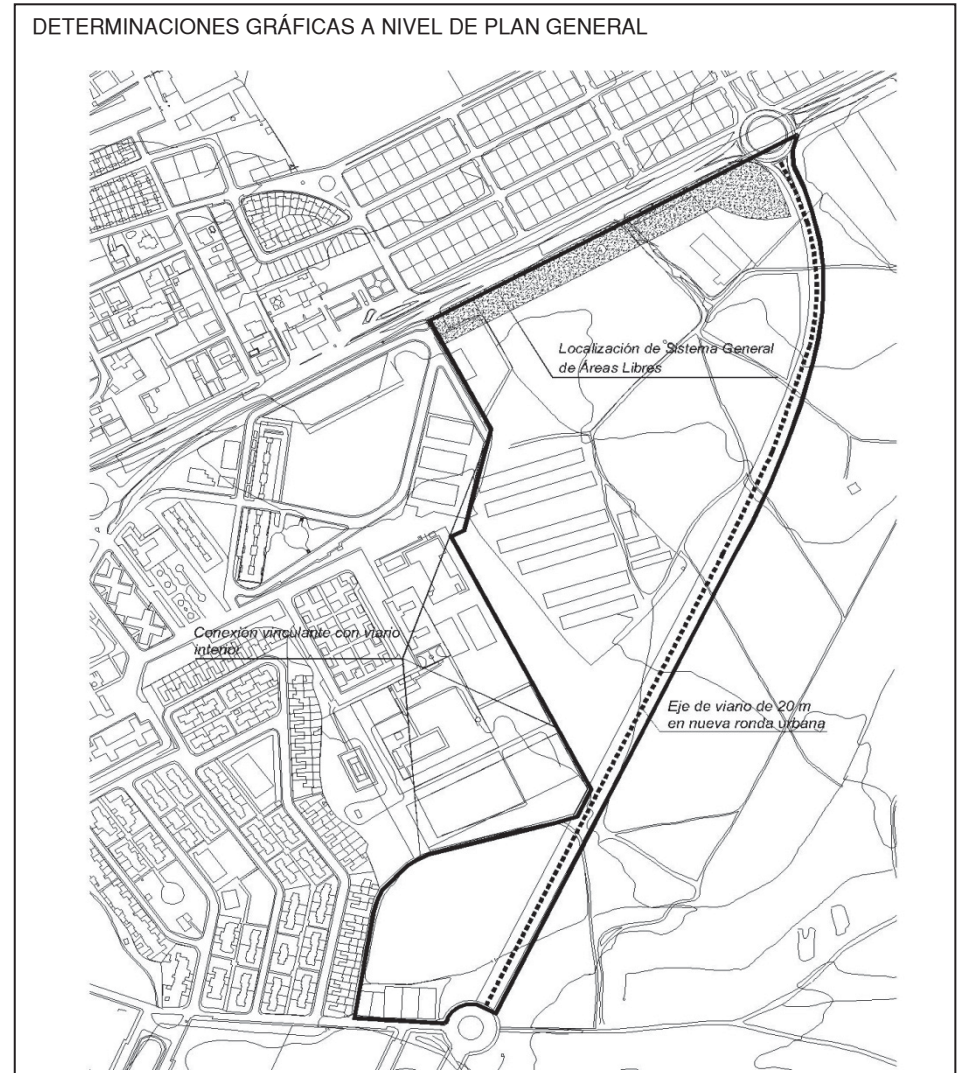 DETERMINACIONES GRÁFICAS A NIVEL DE PLAN GENERAL
Localización de Sistema General
de Áreas Libres
Conexión vinculante con viario
interior
Eje de viario de 20 m
en nueva ronda urbana